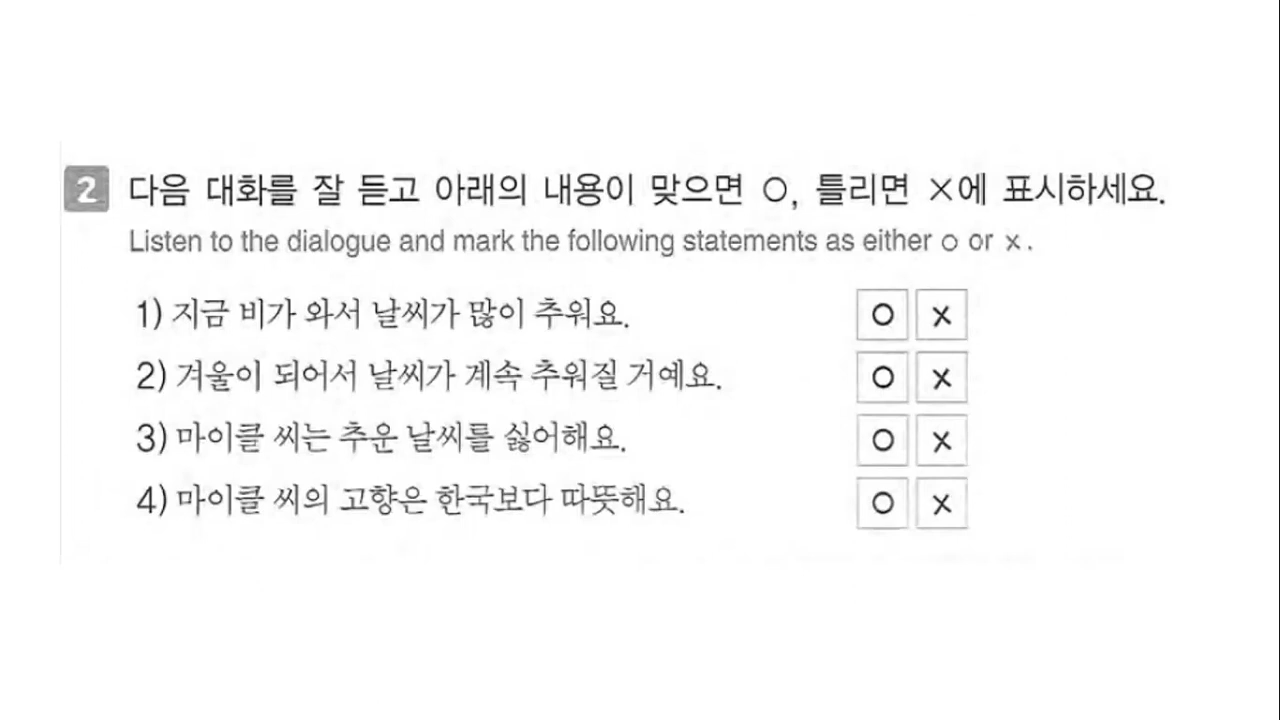 2 다음 대화를 잘 듣고 아래의 내용이 맞으면 ○, 틀리면 ×에 표시하세요.
Listen to the dialogue and mark the following statements as either ○ or ×.
1) 지금 비가 와서 날씨가 많이 추워요. ○ ×
2) 겨울이 되어서 날씨가 계속 추워질 거예요. ○ ×
3) 마이클 씨는 추운 날씨를 싫어해요. ○ ×
4) 마이클 씨의 고향은 한국보다 따뜻해요. ○ ×